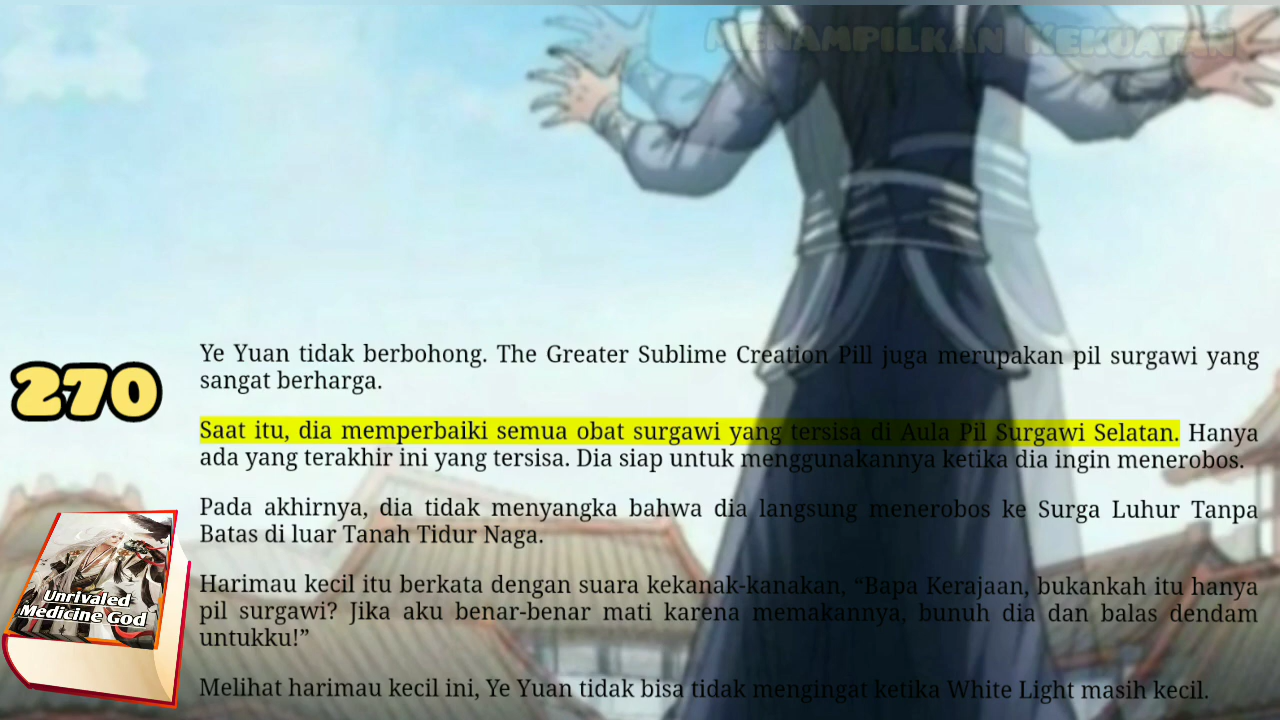 MENAMPILKAN KEKUATAN
Ye Yuan tidak berbohong. The Greater Sublime Creation Pill juga merupakan pil surgawi yang
sangat berharga.
270
Saat itu, dia memperbaiki semua obat surgawi yang tersisa di Aula Pil Surgawi Selatan. Hanya
ada yang terakhir ini yang tersisa. Dia siap untuk menggunakannya ketika dia ingin menerobos.
Pada akhirnya, dia tidak menyangka bahwa dia langsung menerobos ke Surga Luhur Tanpa
Batas di luar Tanah Tidur Naga.
Harimau kecil itu berkata dengan suara kekanak-kanakan, “Bapa Kerajaan, bukankah itu hanya
pil surgawi? Jika aku benar-benar mati karena memakannya, bunuh dia dan balas dendam
untukku!”
Unrivaled
Medicine God
Melihat harimau kecil ini, Ye Yuan tidak bisa tidak mengingat ketika White Light masih kecil.